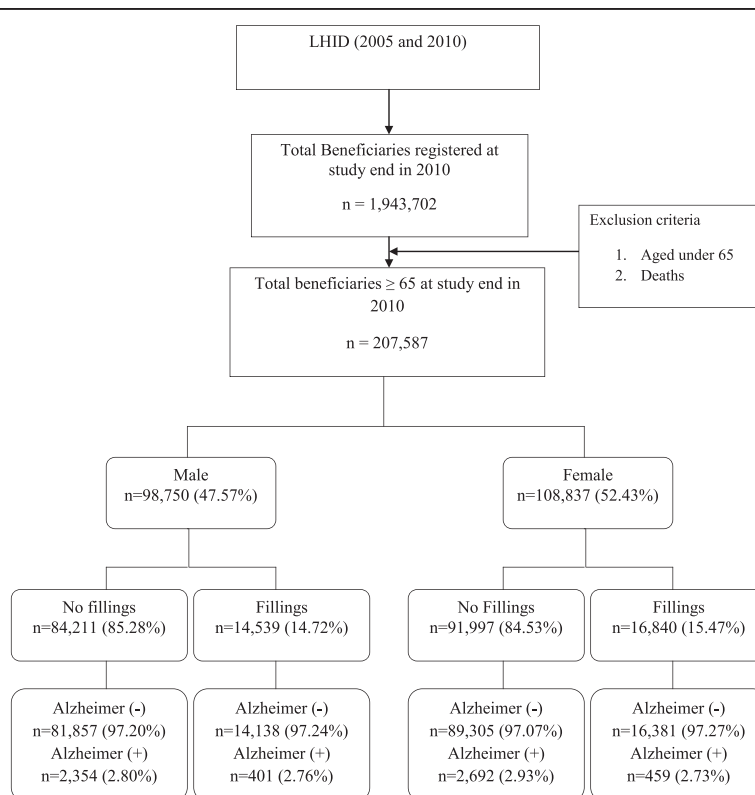 LHID (2005 and 2010)
Total Beneficiaries registered at
study end in 2010
n = 1,943,702
Exclusion criteria
1. Aged under 65
2. Deaths
Total beneficiaries ≥ 65 at study end in
2010
n = 207,587
Male
n=98,750 (47.57%)
Female
n=108,837 (52.43%)
No fillings
n=84,211 (85.28%)
Fillings
n=14,539 (14.72%)
No Fillings
n=91,997 (84.53%)
Fillings
n=16,840 (15.47%)
Alzheimer (-)
n=81,857 (97.20%)
Alzheimer (+)
n=2,354 (2.80%)
Alzheimer (-)
n=14,138 (97.24%)
Alzheimer (+)
n=401 (2.76%)
Alzheimer (-)
n=89,305 (97.07%)
Alzheimer (+)
n=2,692 (2.93%)
Alzheimer (-)
n=16,381 (97.27%)
Alzheimer (+)
n=459 (2.73%)